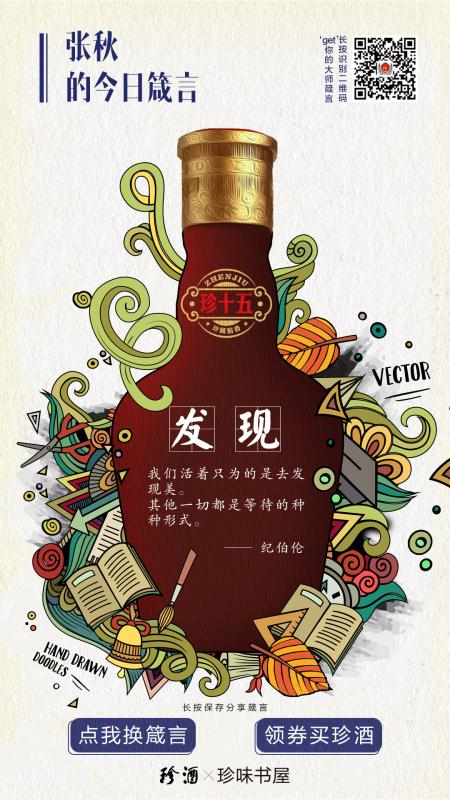 张秋
的今日箴言
长按识别二维码
‘get’你的大师箴言
ZHENJIU
珍十五
珍藏酱香
VECTOR
发现
我们活着只为的是去发
现美。
其他一切都是等待的种
种形式。
—— 纪伯伦
HAND DRAWN
DOODLES
长按保存分享箴言
点我换箴言
领券买珍酒
珍酒×珍味书屋